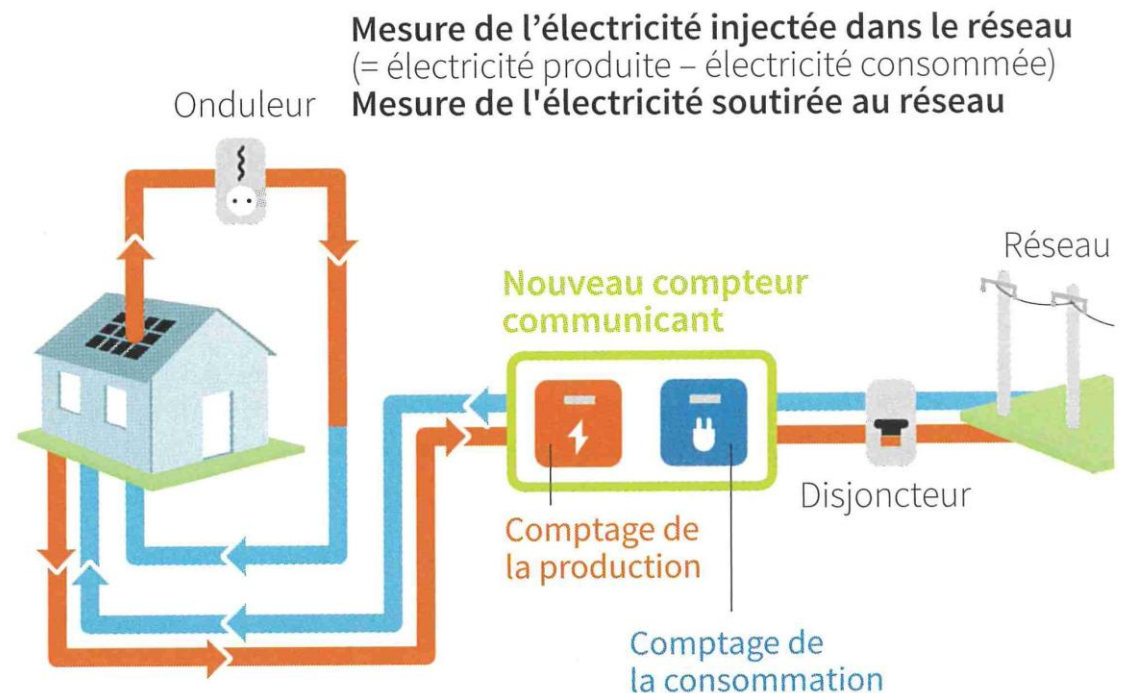 Mesure de l’électricité injectée dans le réseau
(= électricité produite – électricité consommée)
Mesure de l'électricité soutirée au réseau
Onduleur
Réseau
Nouveau compteur
communicant
Disjoncteur
Comptage de
la production
Comptage de
la consommation